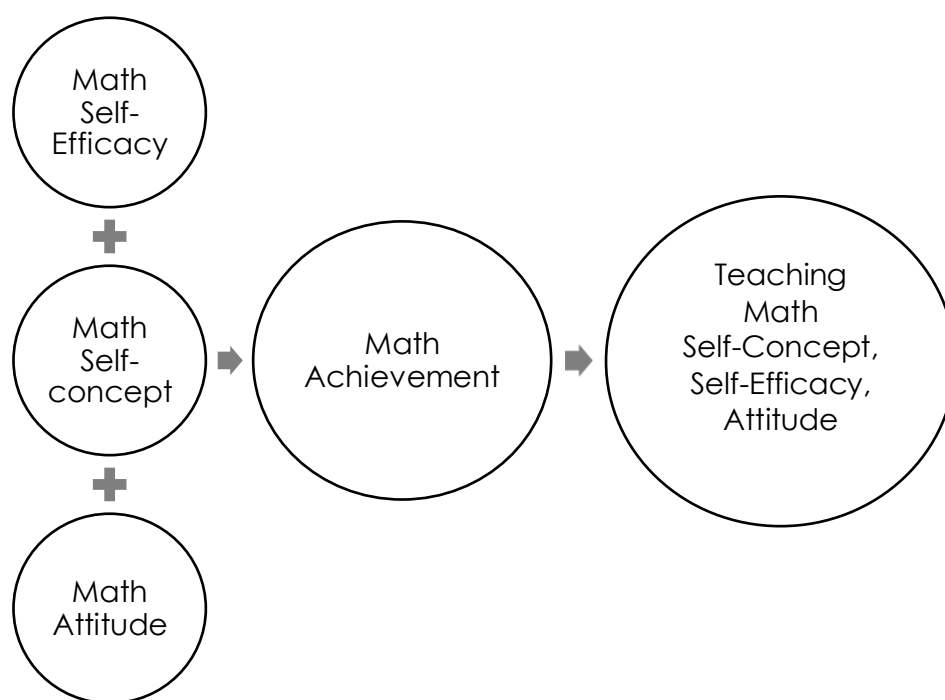 Math
Self-
Efficacy
Math
Self-
concept
Math
Attitude
Math
Achievement
Teaching
Math
Self-Concept,
Self-Efficacy,
Attitude